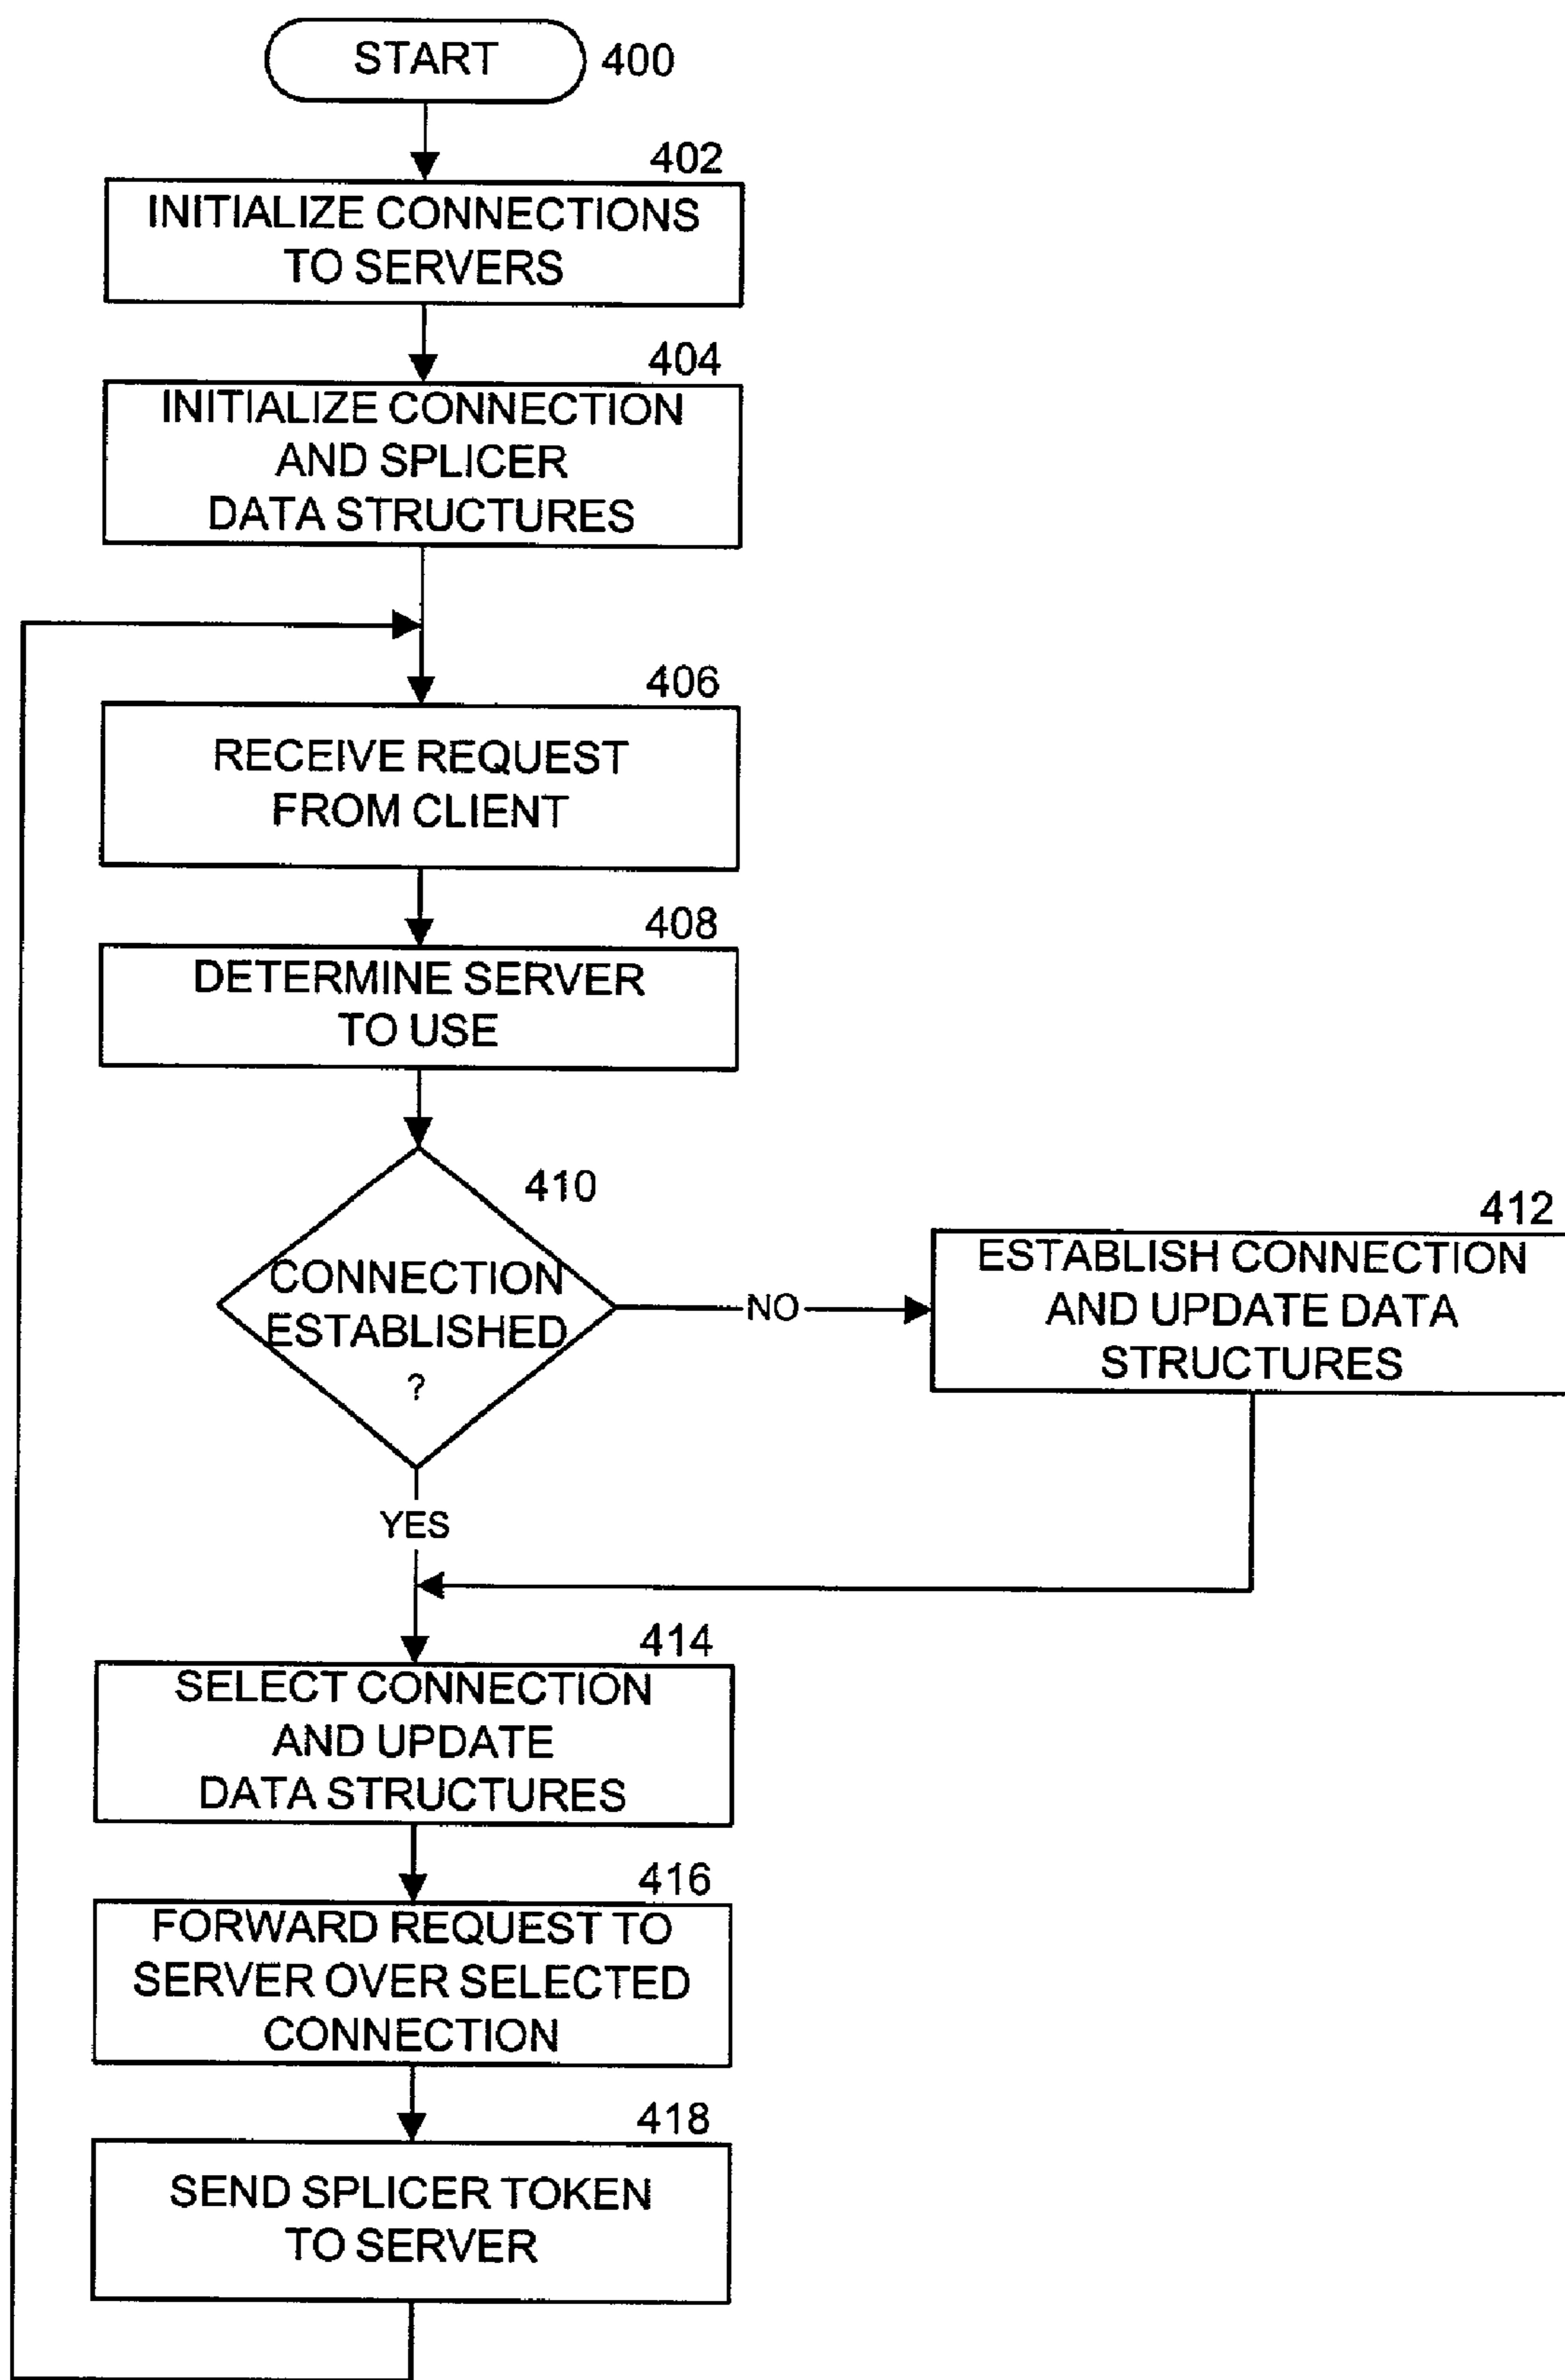 START 400
402
INITIALIZE CONNECTIONS
TO SERVERS
404
INITIALIZE CONNECTION
AND SPLICER
DATA STRUCTURES
406
RECEIVE REQUEST
FROM CLIENT
408
DETERMINE SERVER
TO USE
410
CONNECTION
ESTABLISHED
?
NO
412
ESTABLISH CONNECTION
AND UPDATE DATA
STRUCTURES
YES
414
SELECT CONNECTION
AND UPDATE
DATA STRUCTURES
416
FORWARD REQUEST TO
SERVER OVER SELECTED
CONNECTION
418
SEND SPLICER TOKEN
TO SERVER